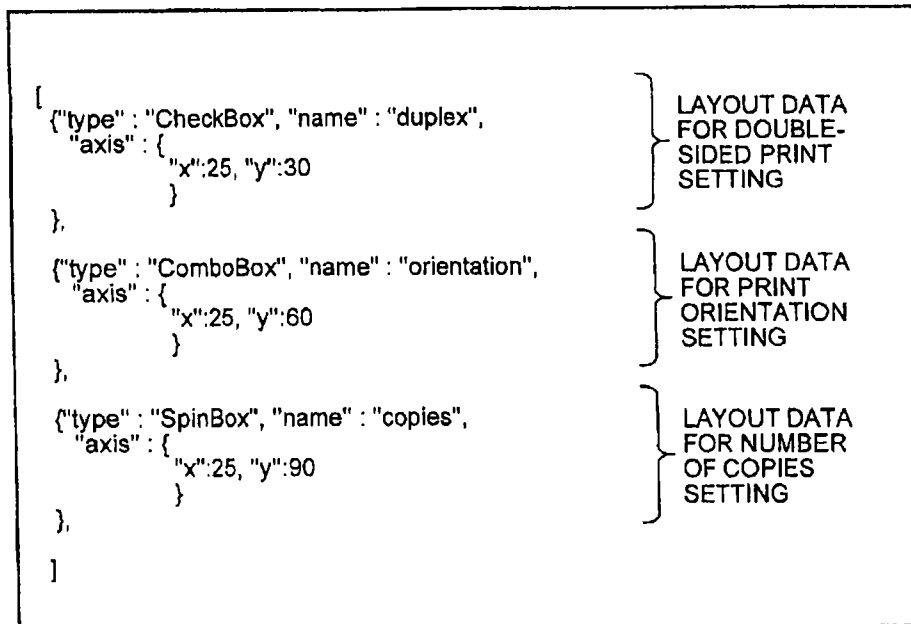 [
{"type" : "CheckBox", "name" : "duplex",
"axis" : {
"x":25, "y":30
}
},
LAYOUT DATA
FOR DOUBLE-
SIDED PRINT
SETTING
{"type" : "ComboBox", "name" : "orientation",
"axis" : {
"x":25, "y":60
}
},
LAYOUT DATA
FOR PRINT
ORIENTATION
SETTING
{"type" : "SpinBox", "name" : "copies",
"axis" : {
"x":25, "y":90
}
},
LAYOUT DATA
FOR NUMBER
OF COPIES
SETTING
]